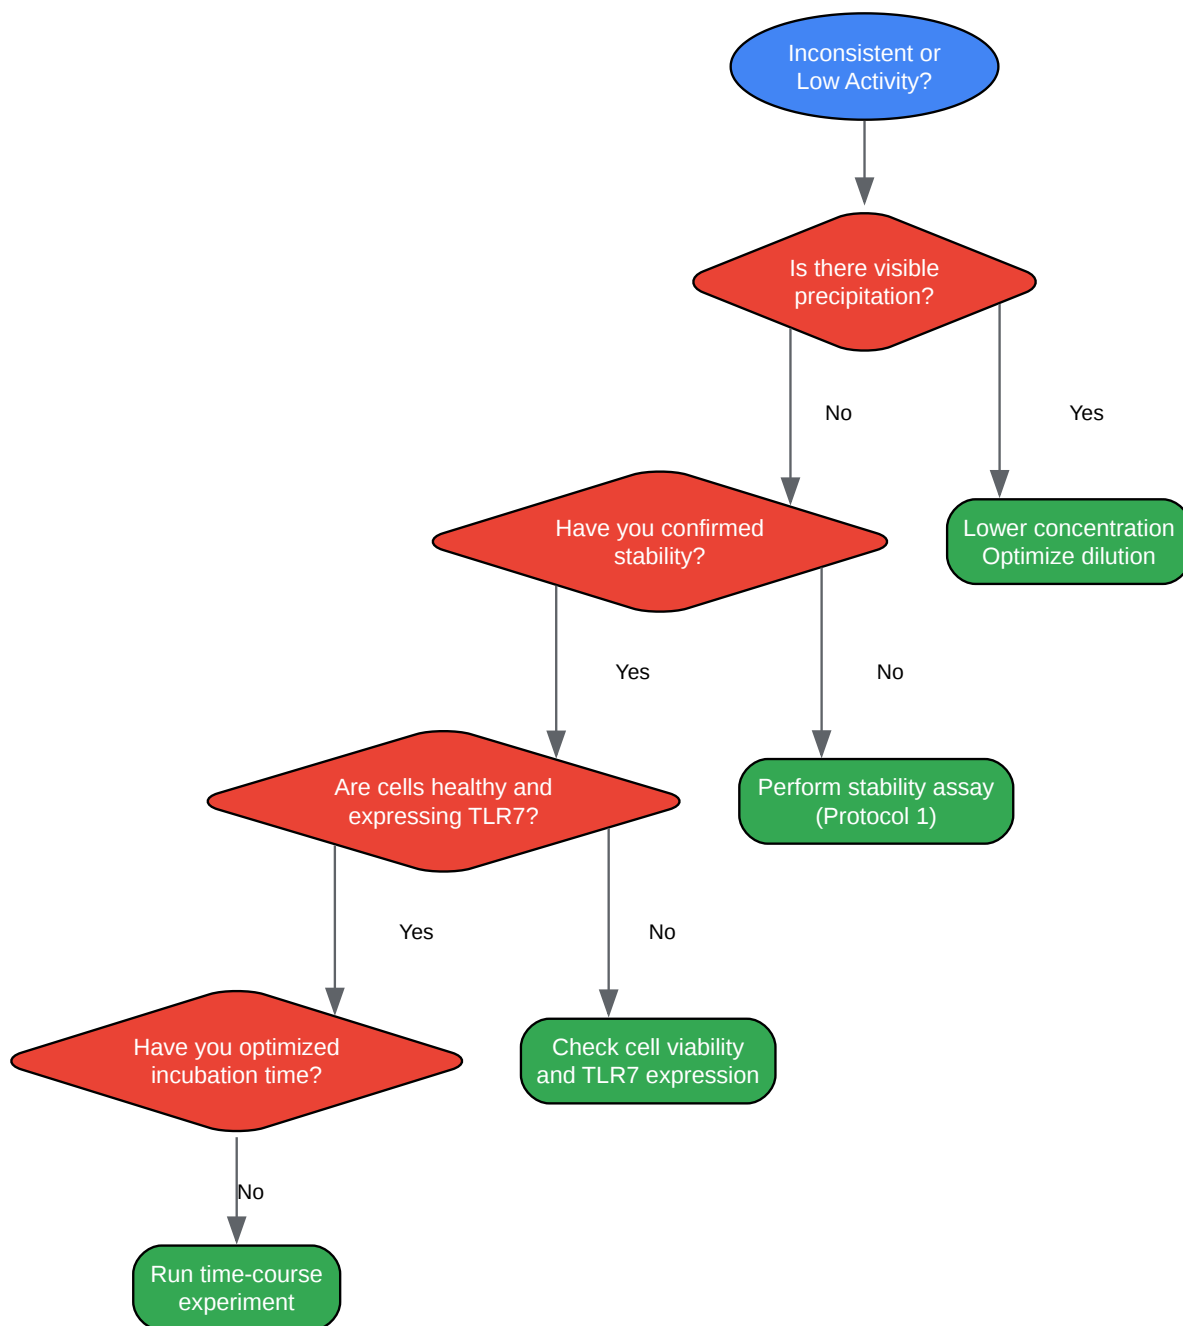 Inconsistent or
Low Activity?
Is there visible
precipitation?
No
Yes
Have you confirmed
stability?
Lower concentration
Optimize dilution
Yes
No
Are cells healthy and
expressing TLR7?
Perform stability assay
(Protocol 1)
Yes
No
Have you optimized
incubation time?
Check cell viability
and TLR7 expression
No
Run time-course
experiment